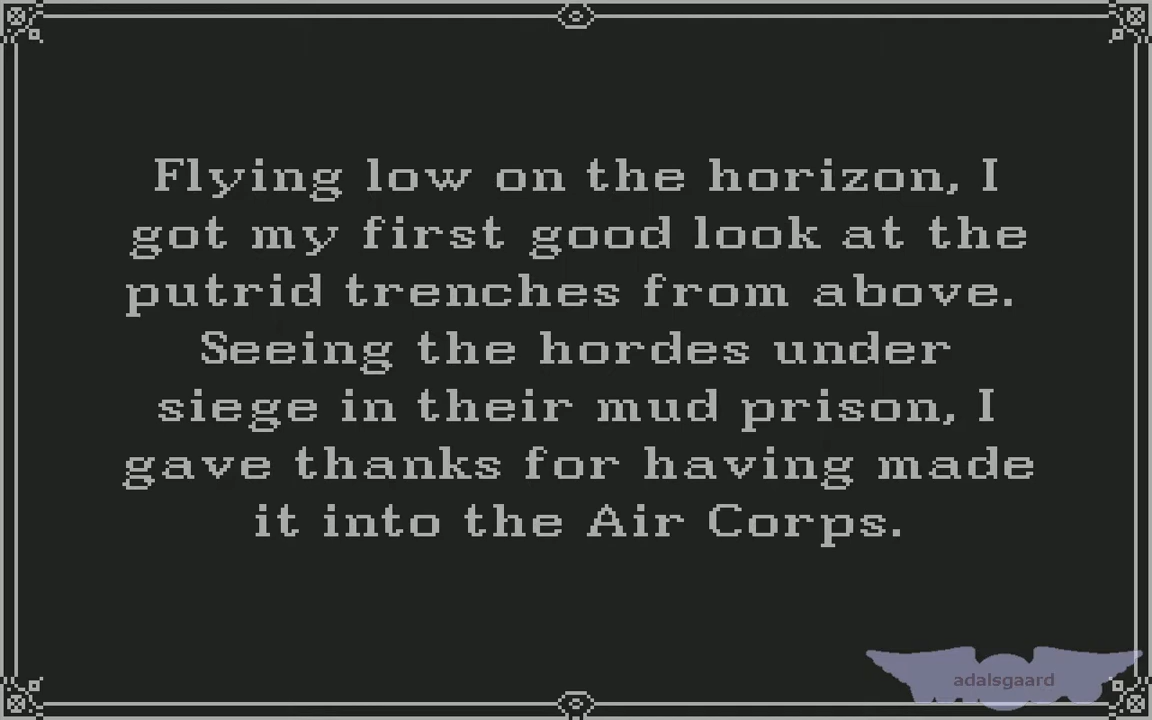 Flying low on the horizon, I
got my first good look at the
putrid trenches from above.
Seeing the hordes under
siege in their mud prison, I
gave thanks for having made
it into the Air Corps.
adalsgaard